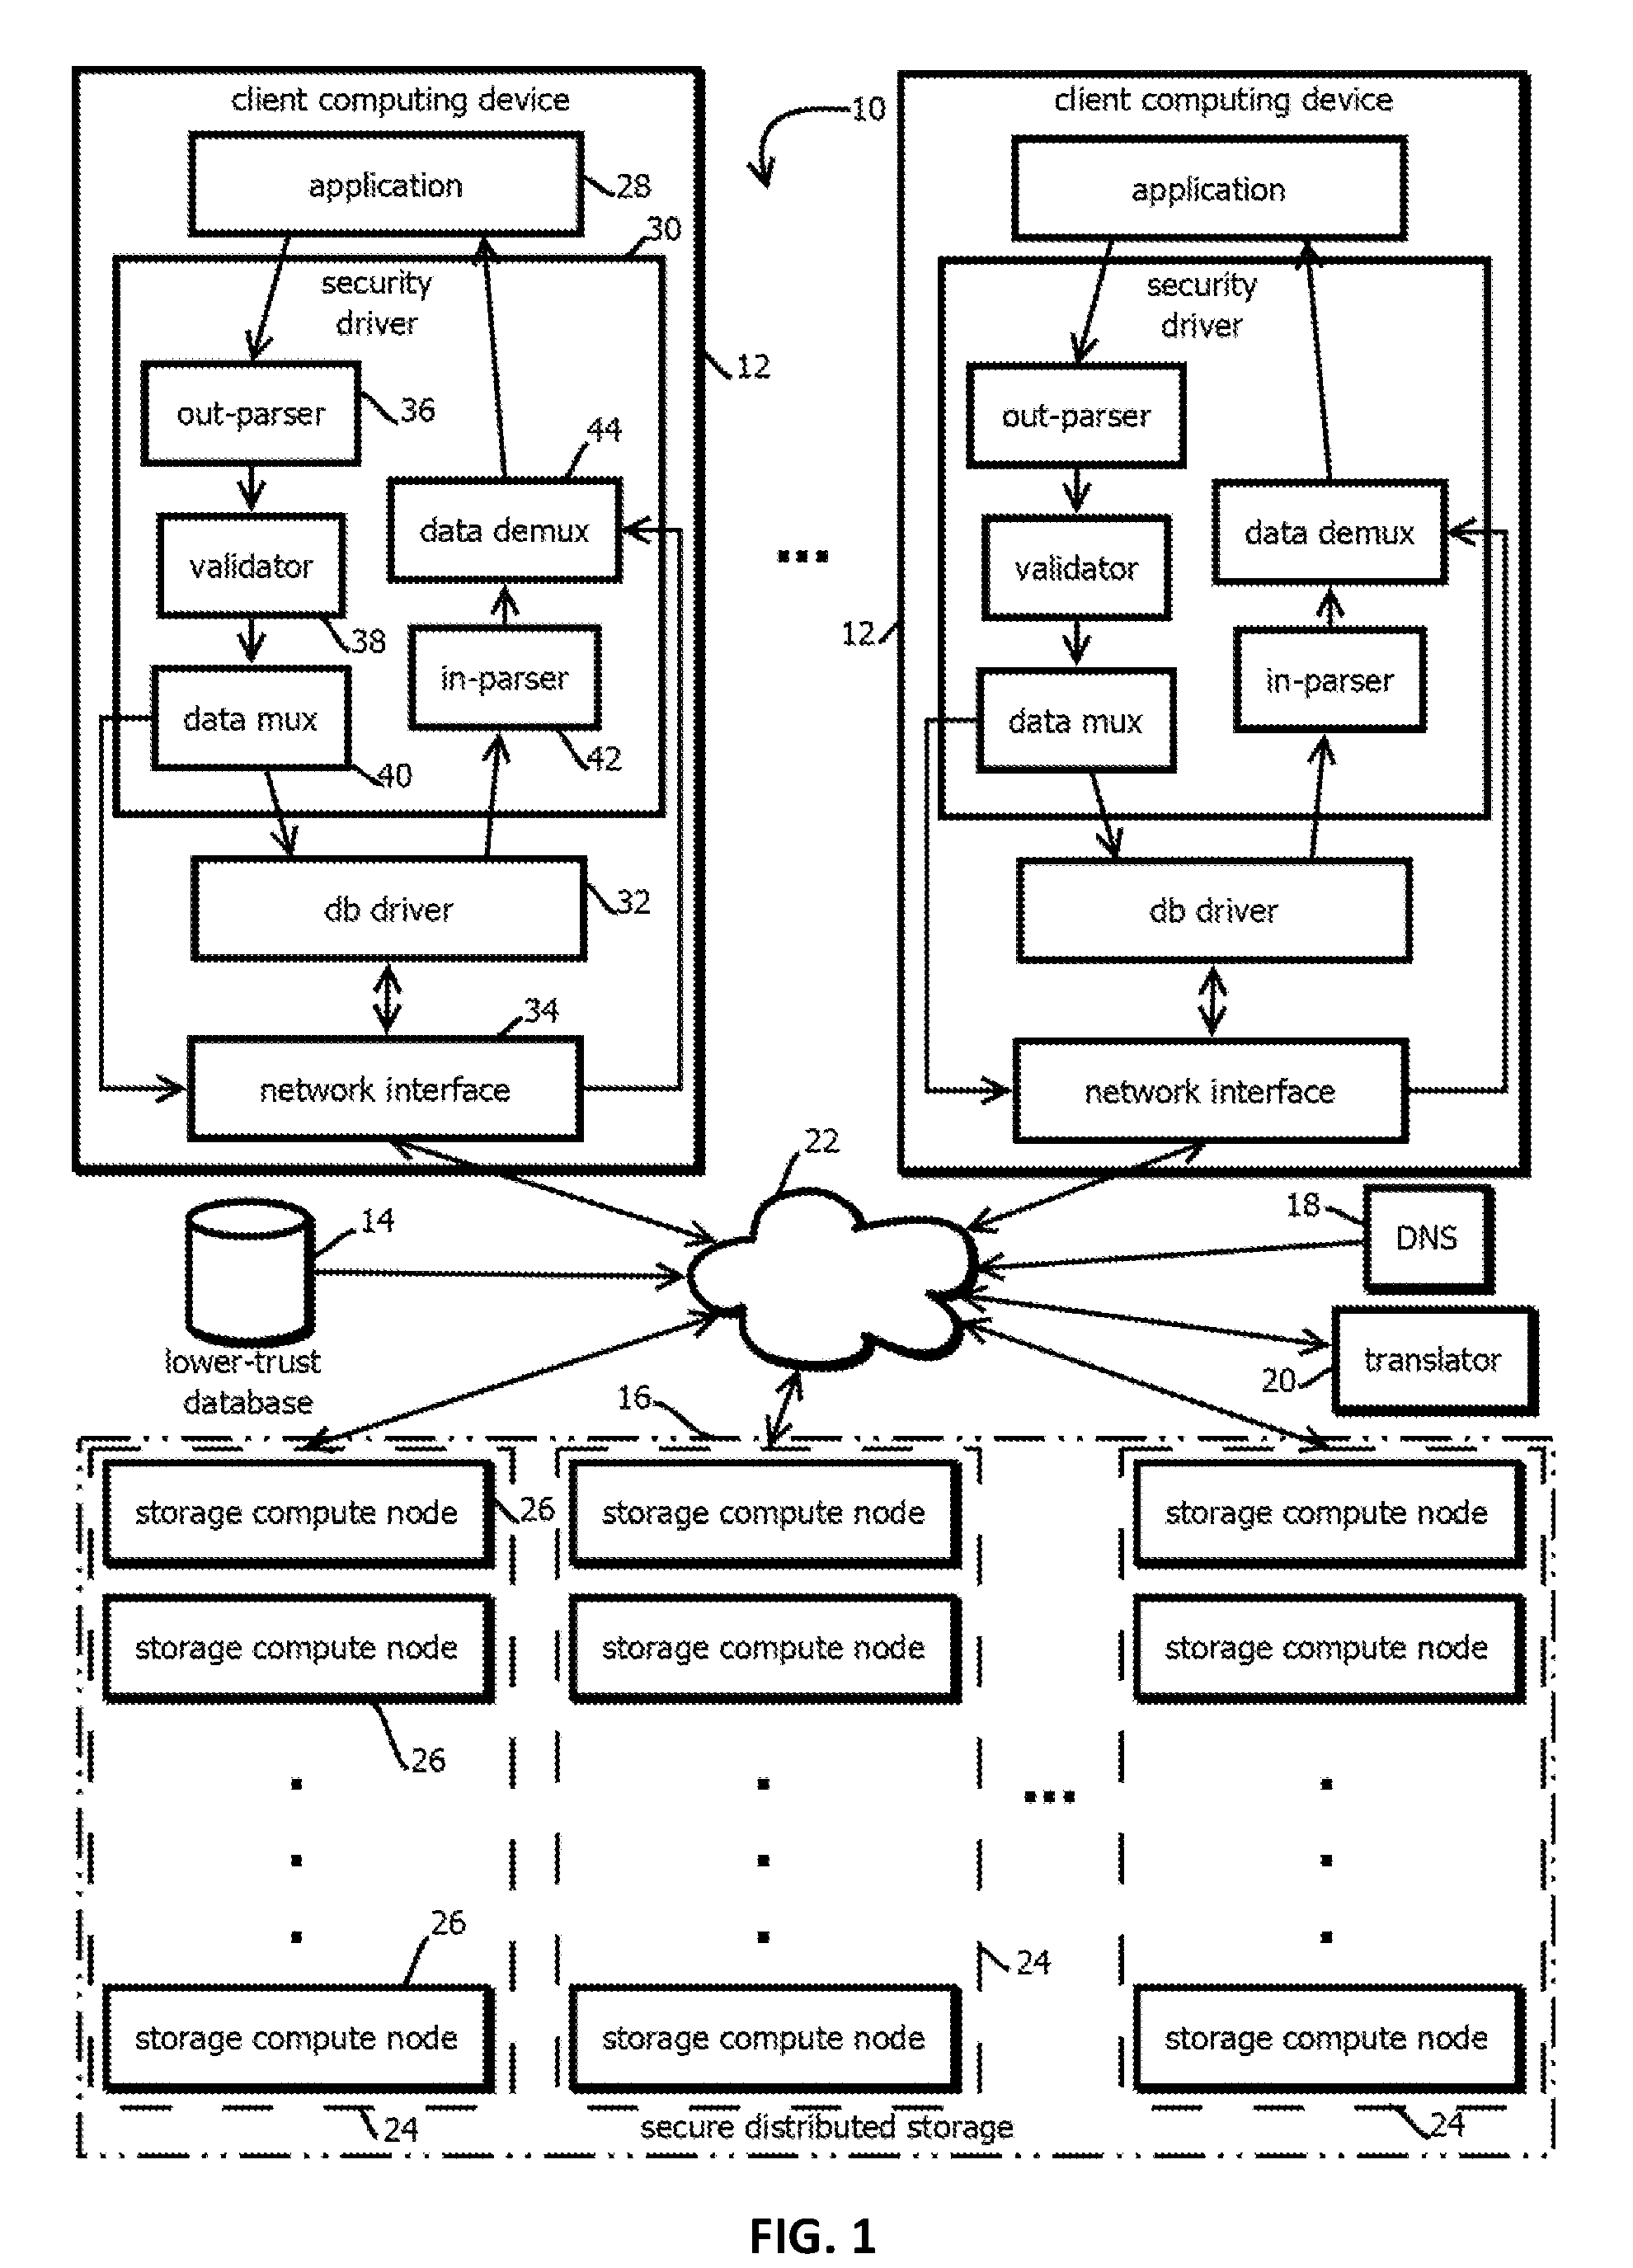 client computing device
10
client computing device
application
28
application
30
security
driver
security
driver
12
out-parser
36
out-parser
44
data demux
data demux
validator
validator
...
38
12
in-parser
in-parser
data mux
data mux
42
40
db driver
32
db driver
34
network interface
network interface
22
14
18
DNS
lower-trust
database
translator
20
16
storage compute node
26
storage compute node
storage compute node
storage compute node
storage compute node
storage compute node
26
...
26
24
storage compute node
storage compute node
storage compute node
24
secure distributed storage
24
FIG. 1